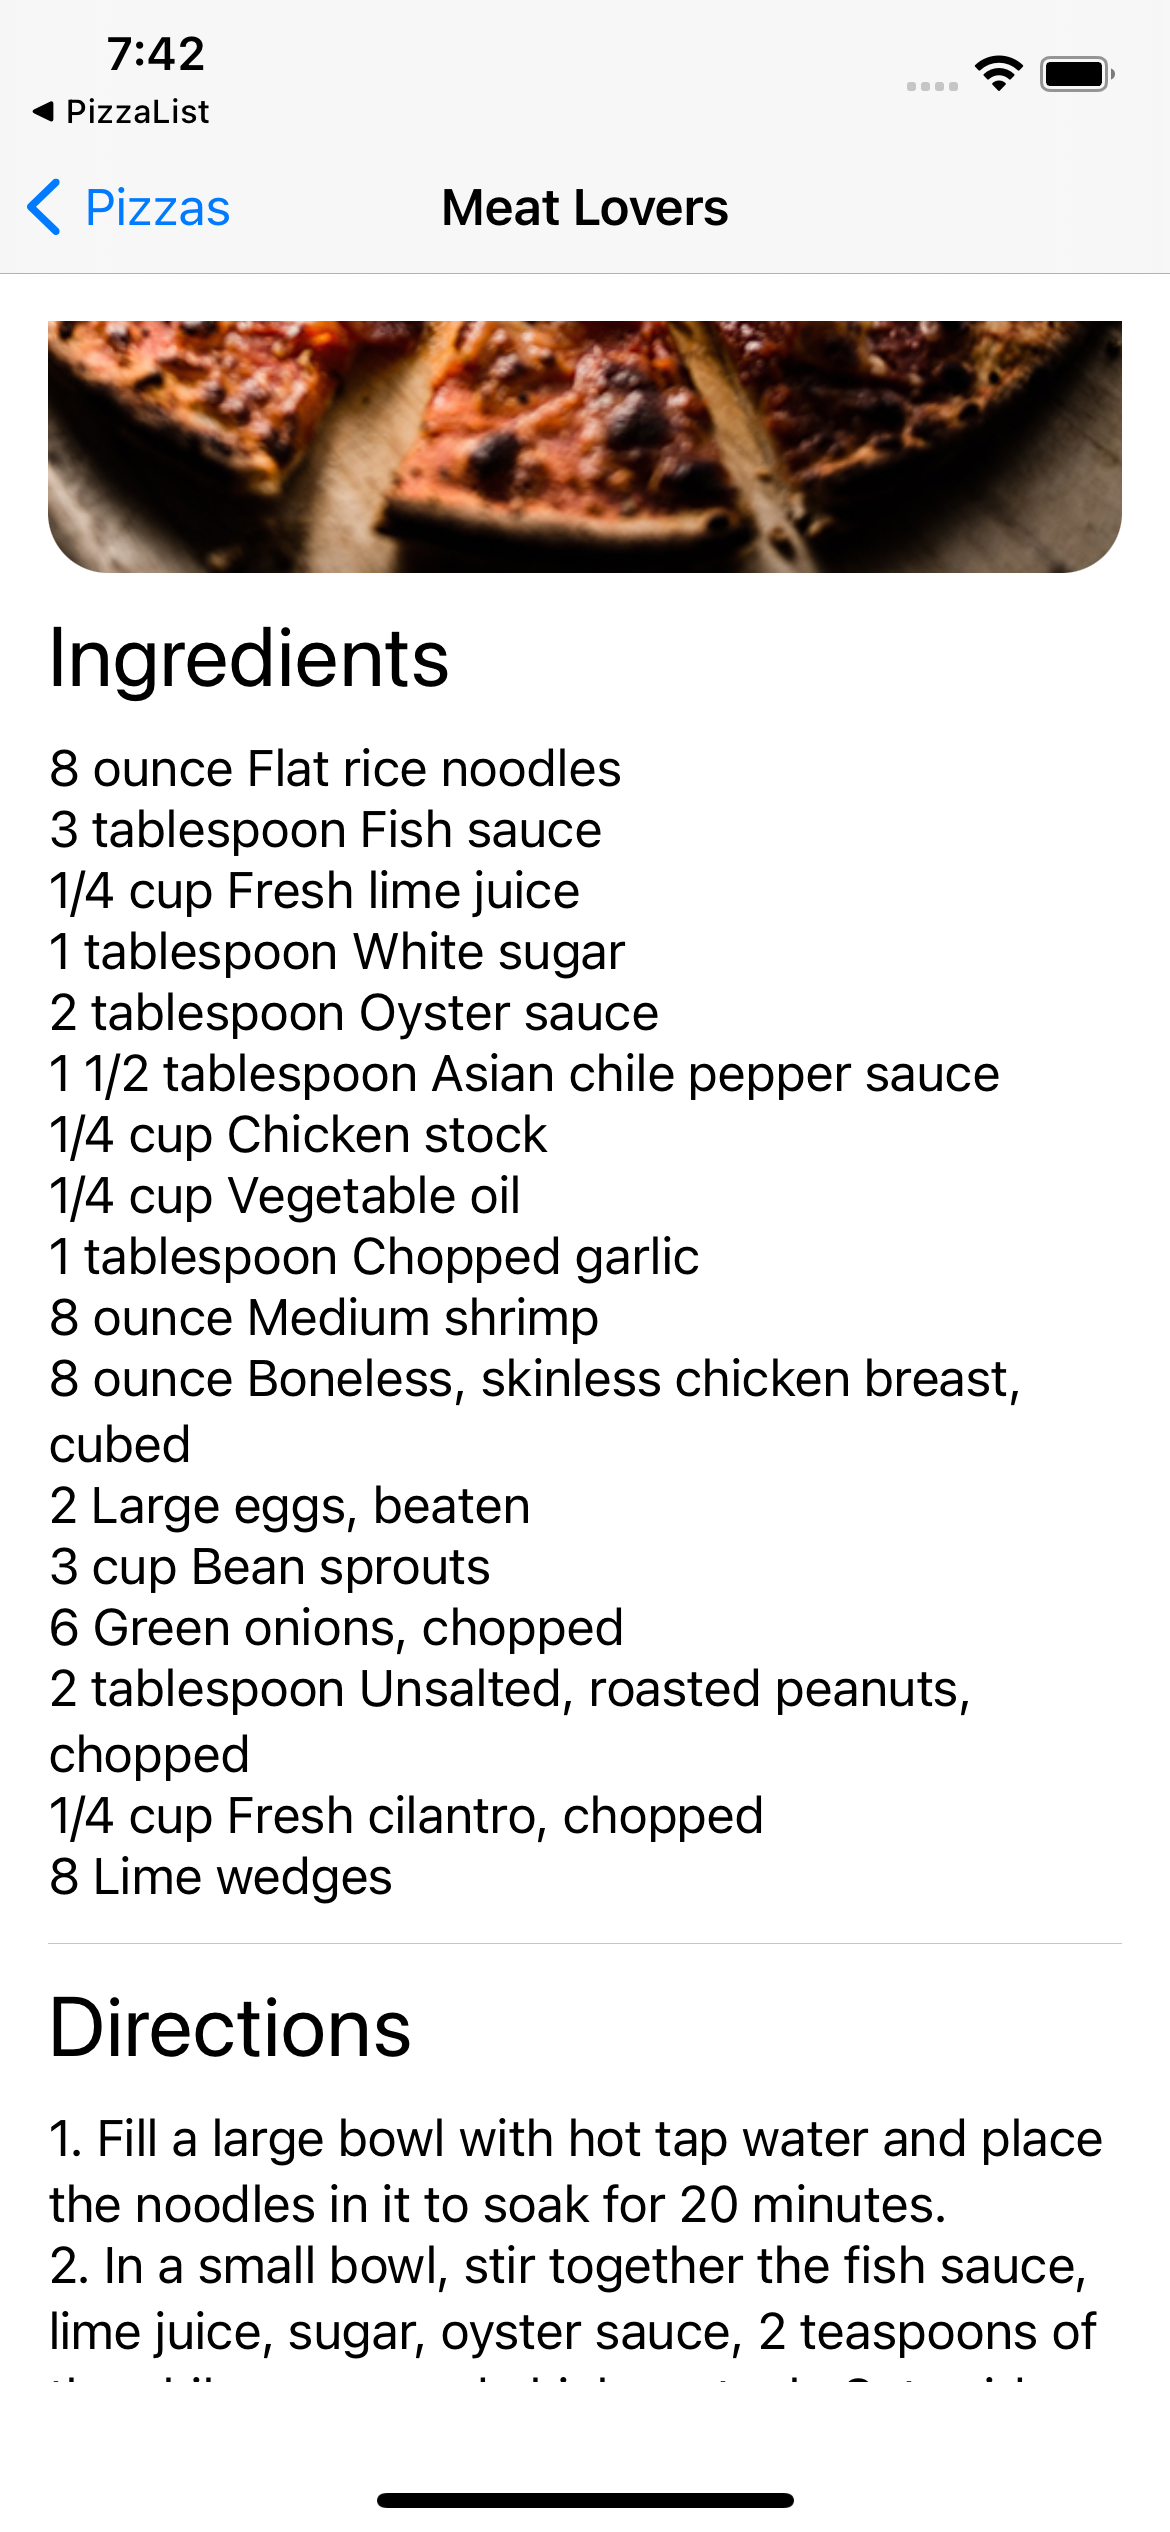 7:42
PizzaList
Pizzas
Meat Lovers
Ingredients
8 ounce Flat rice noodles
3 tablespoon Fish sauce
1/4 cup Fresh lime juice
1 tablespoon White sugar
2 tablespoon Oyster sauce
1 1/2 tablespoon Asian chile pepper sauce
1/4 cup Chicken stock
1/4 cup Vegetable oil
1 tablespoon Chopped garlic
8 ounce Medium shrimp
8 ounce Boneless, skinless chicken breast,
cubed
2 Large eggs, beaten
3 cup Bean sprouts
6 Green onions, chopped
2 tablespoon Unsalted, roasted peanuts,
chopped
1/4 cup Fresh cilantro, chopped
8 Lime wedges
Directions
1. Fill a large bowl with hot tap water and place
the noodles in it to soak for 20 minutes.
2. In a small bowl, stir together the fish sauce,
lime juice, sugar, oyster sauce, 2 teaspoons of